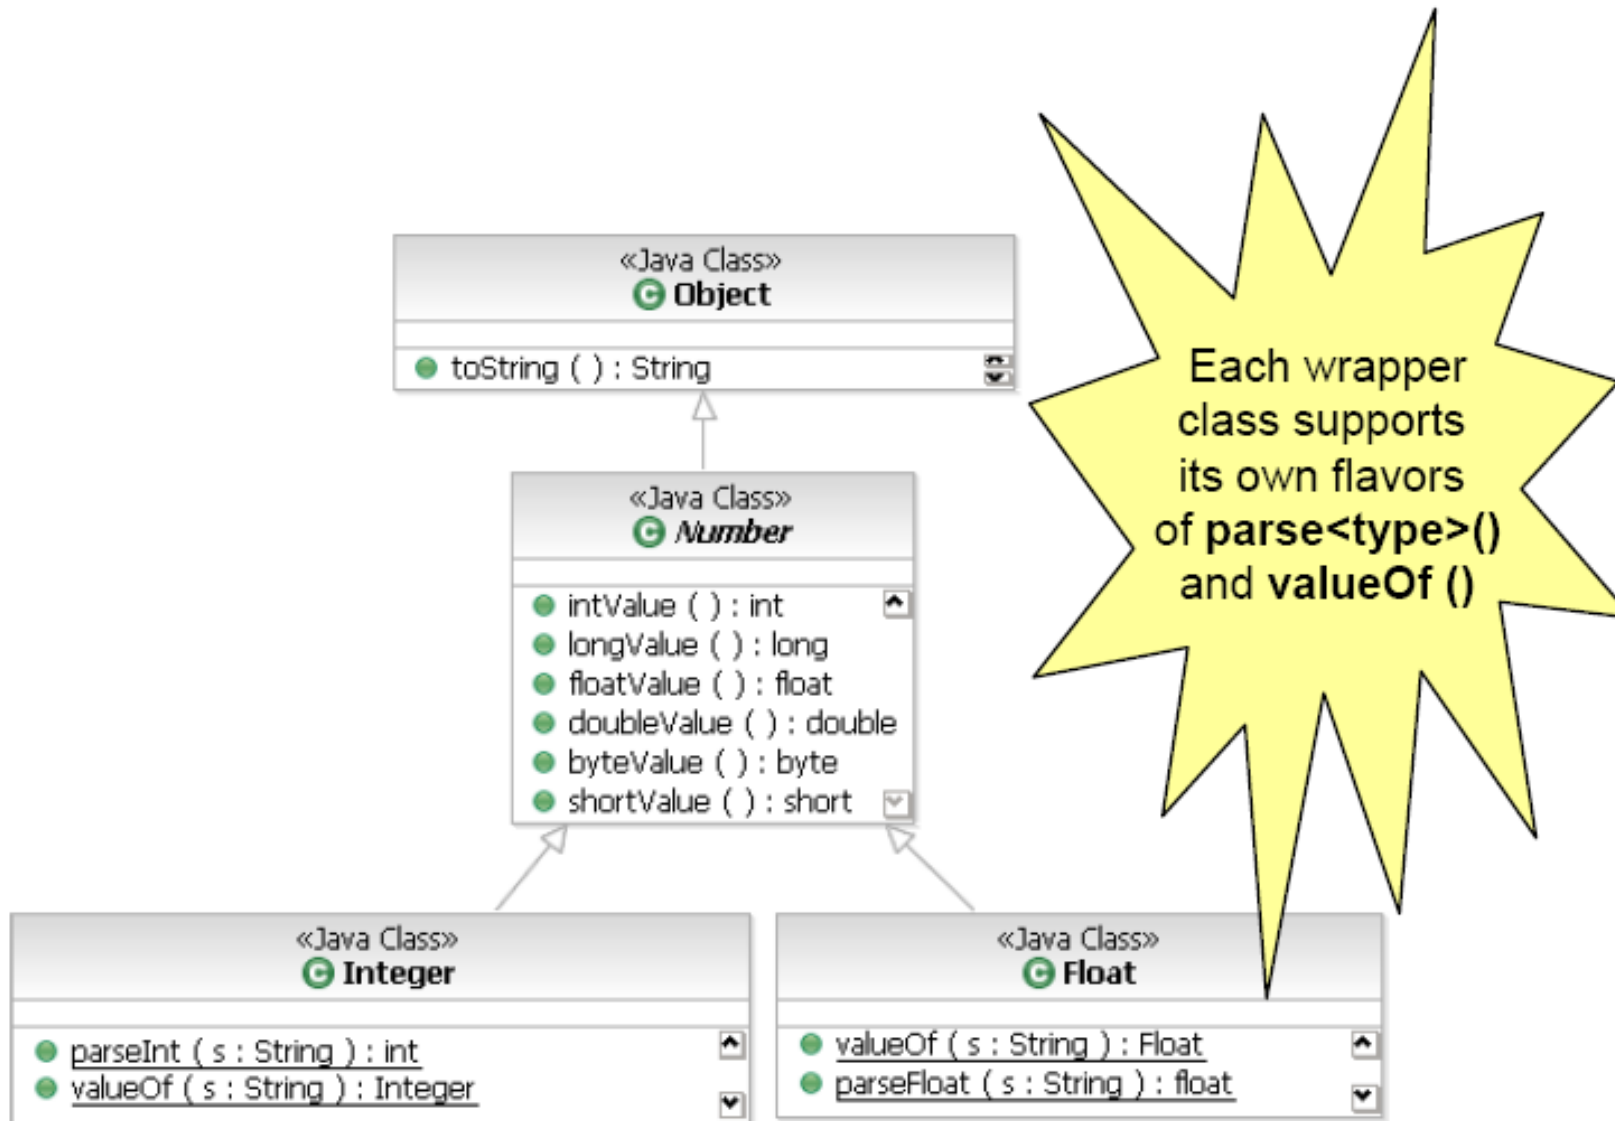 «Java Class»
Object
toString ( ) : String
«Java Class»
Number
intValue ( ) : int
longValue ( ) : long
floatValue ( ) : float
doubleValue ( ) : double
byteValue ( ) : byte
shortValue ( ) : short
«Java Class»
Integer
parseInt ( s : String ) : int
valueOf ( s : String ) : Integer
«Java Class»
Float
valueOf ( s : String ) : Float
parseFloat ( s : String ) : float
Each wrapper
class supports
its own flavors
of parse<type>()
and valueOf ()